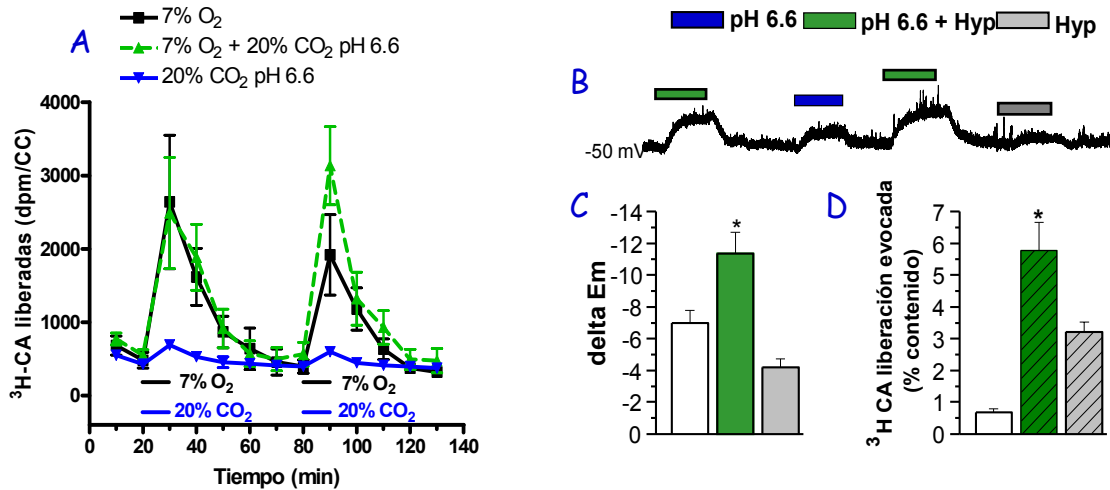 A
7% O₂
7% O₂ + 20% CO₂ pH 6.6
20% CO₂ pH 6.6
³H-CA liberadas (dpm/CC)
4000
3000
2000
1000
0
7% O₂
7% O₂
20% CO₂
20% CO₂
0 20 40 60 80 100 120 140
Tiempo (min)
pH 6.6
pH 6.6 + Hyp
Hyp
B
-50 mV
C
delta Em
-14
-12
-10
-8
-6
-4
-2
0
D
³H CA liberación evocada
(% contenido)
7
6
5
4
3
2
1
0
*
*